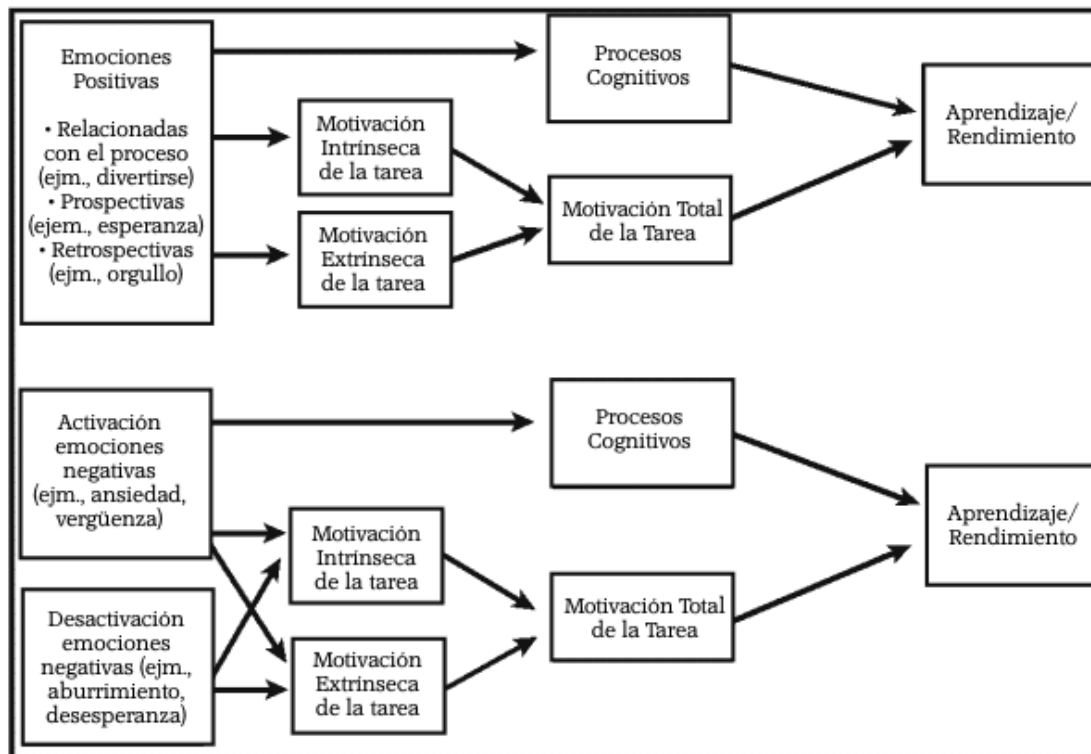 Emociones
Positivas
• Relacionadas
con el proceso
(ejm., divertirse)
• Prospectivas
(ejem., esperanza)
• Retrospectivas
(ejm., orgullo)
Motivación
Intrínseca
de la tarea
Motivación
Extrínseca
de la tarea
Procesos
Cognitivos
Motivación Total
de la Tarea
Aprendizaje/
Rendimiento
Activación
emociones
negativas
(ejm., ansiedad,
vergüenza)
Desactivación
emociones
negativas (ejm.,
aburrimiento,
desesperanza)
Motivación
Intrínseca
de la tarea
Motivación
Extrínseca
de la tarea
Procesos
Cognitivos
Motivación Total
de la Tarea
Aprendizaje/
Rendimiento